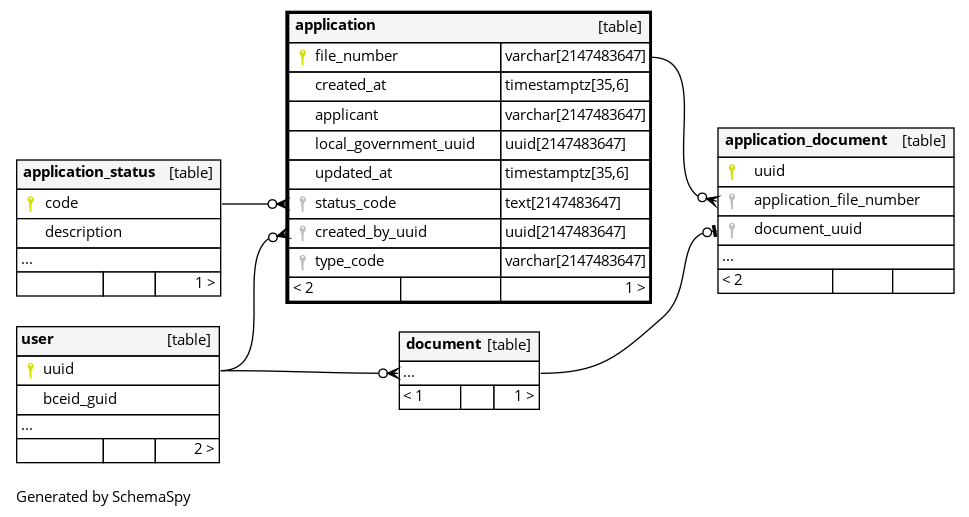 application [table]
file_number varchar[2147483647]
created_at timestamptz[35,6]
applicant varchar[2147483647]
local_government_uuid uuid[2147483647]
updated_at timestamptz[35,6]
status_code text[2147483647]
created_by_uuid uuid[2147483647]
type_code varchar[2147483647]
< 2 1 >
application_status [table]
code
description
...
1 >
application_document [table]
uuid
application_file_number
document_uuid
...
< 2
user [table]
uuid
bceid_guid
...
2 >
document [table]
...
< 1 1 >
Generated by SchemaSpy